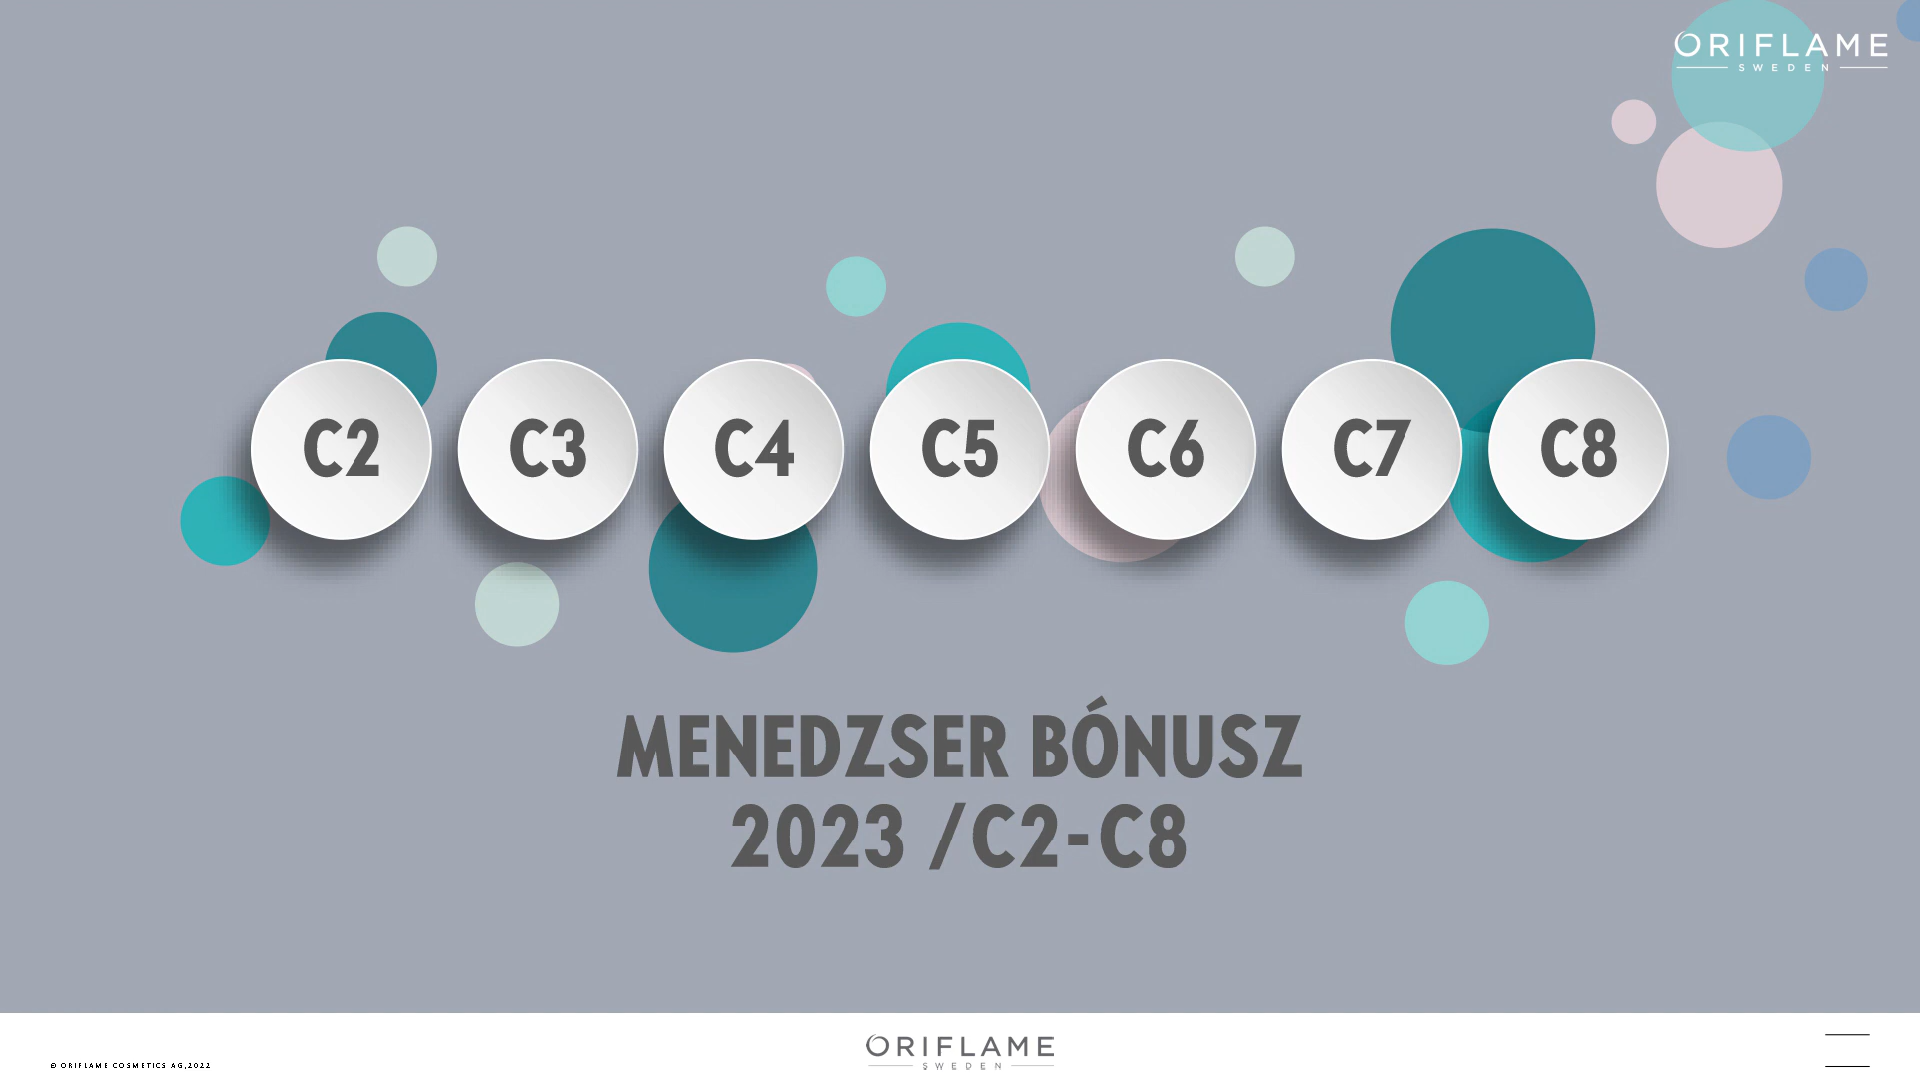 ORIFLAME
SWEDEN
C2 C3 C4 C5 C6 C7 C8
MENEDZSER BÓNUSZ
2023 /C2-C8
ORIFLAME
SWEDEN
© ORIFLAME COSMETICS AG,2022